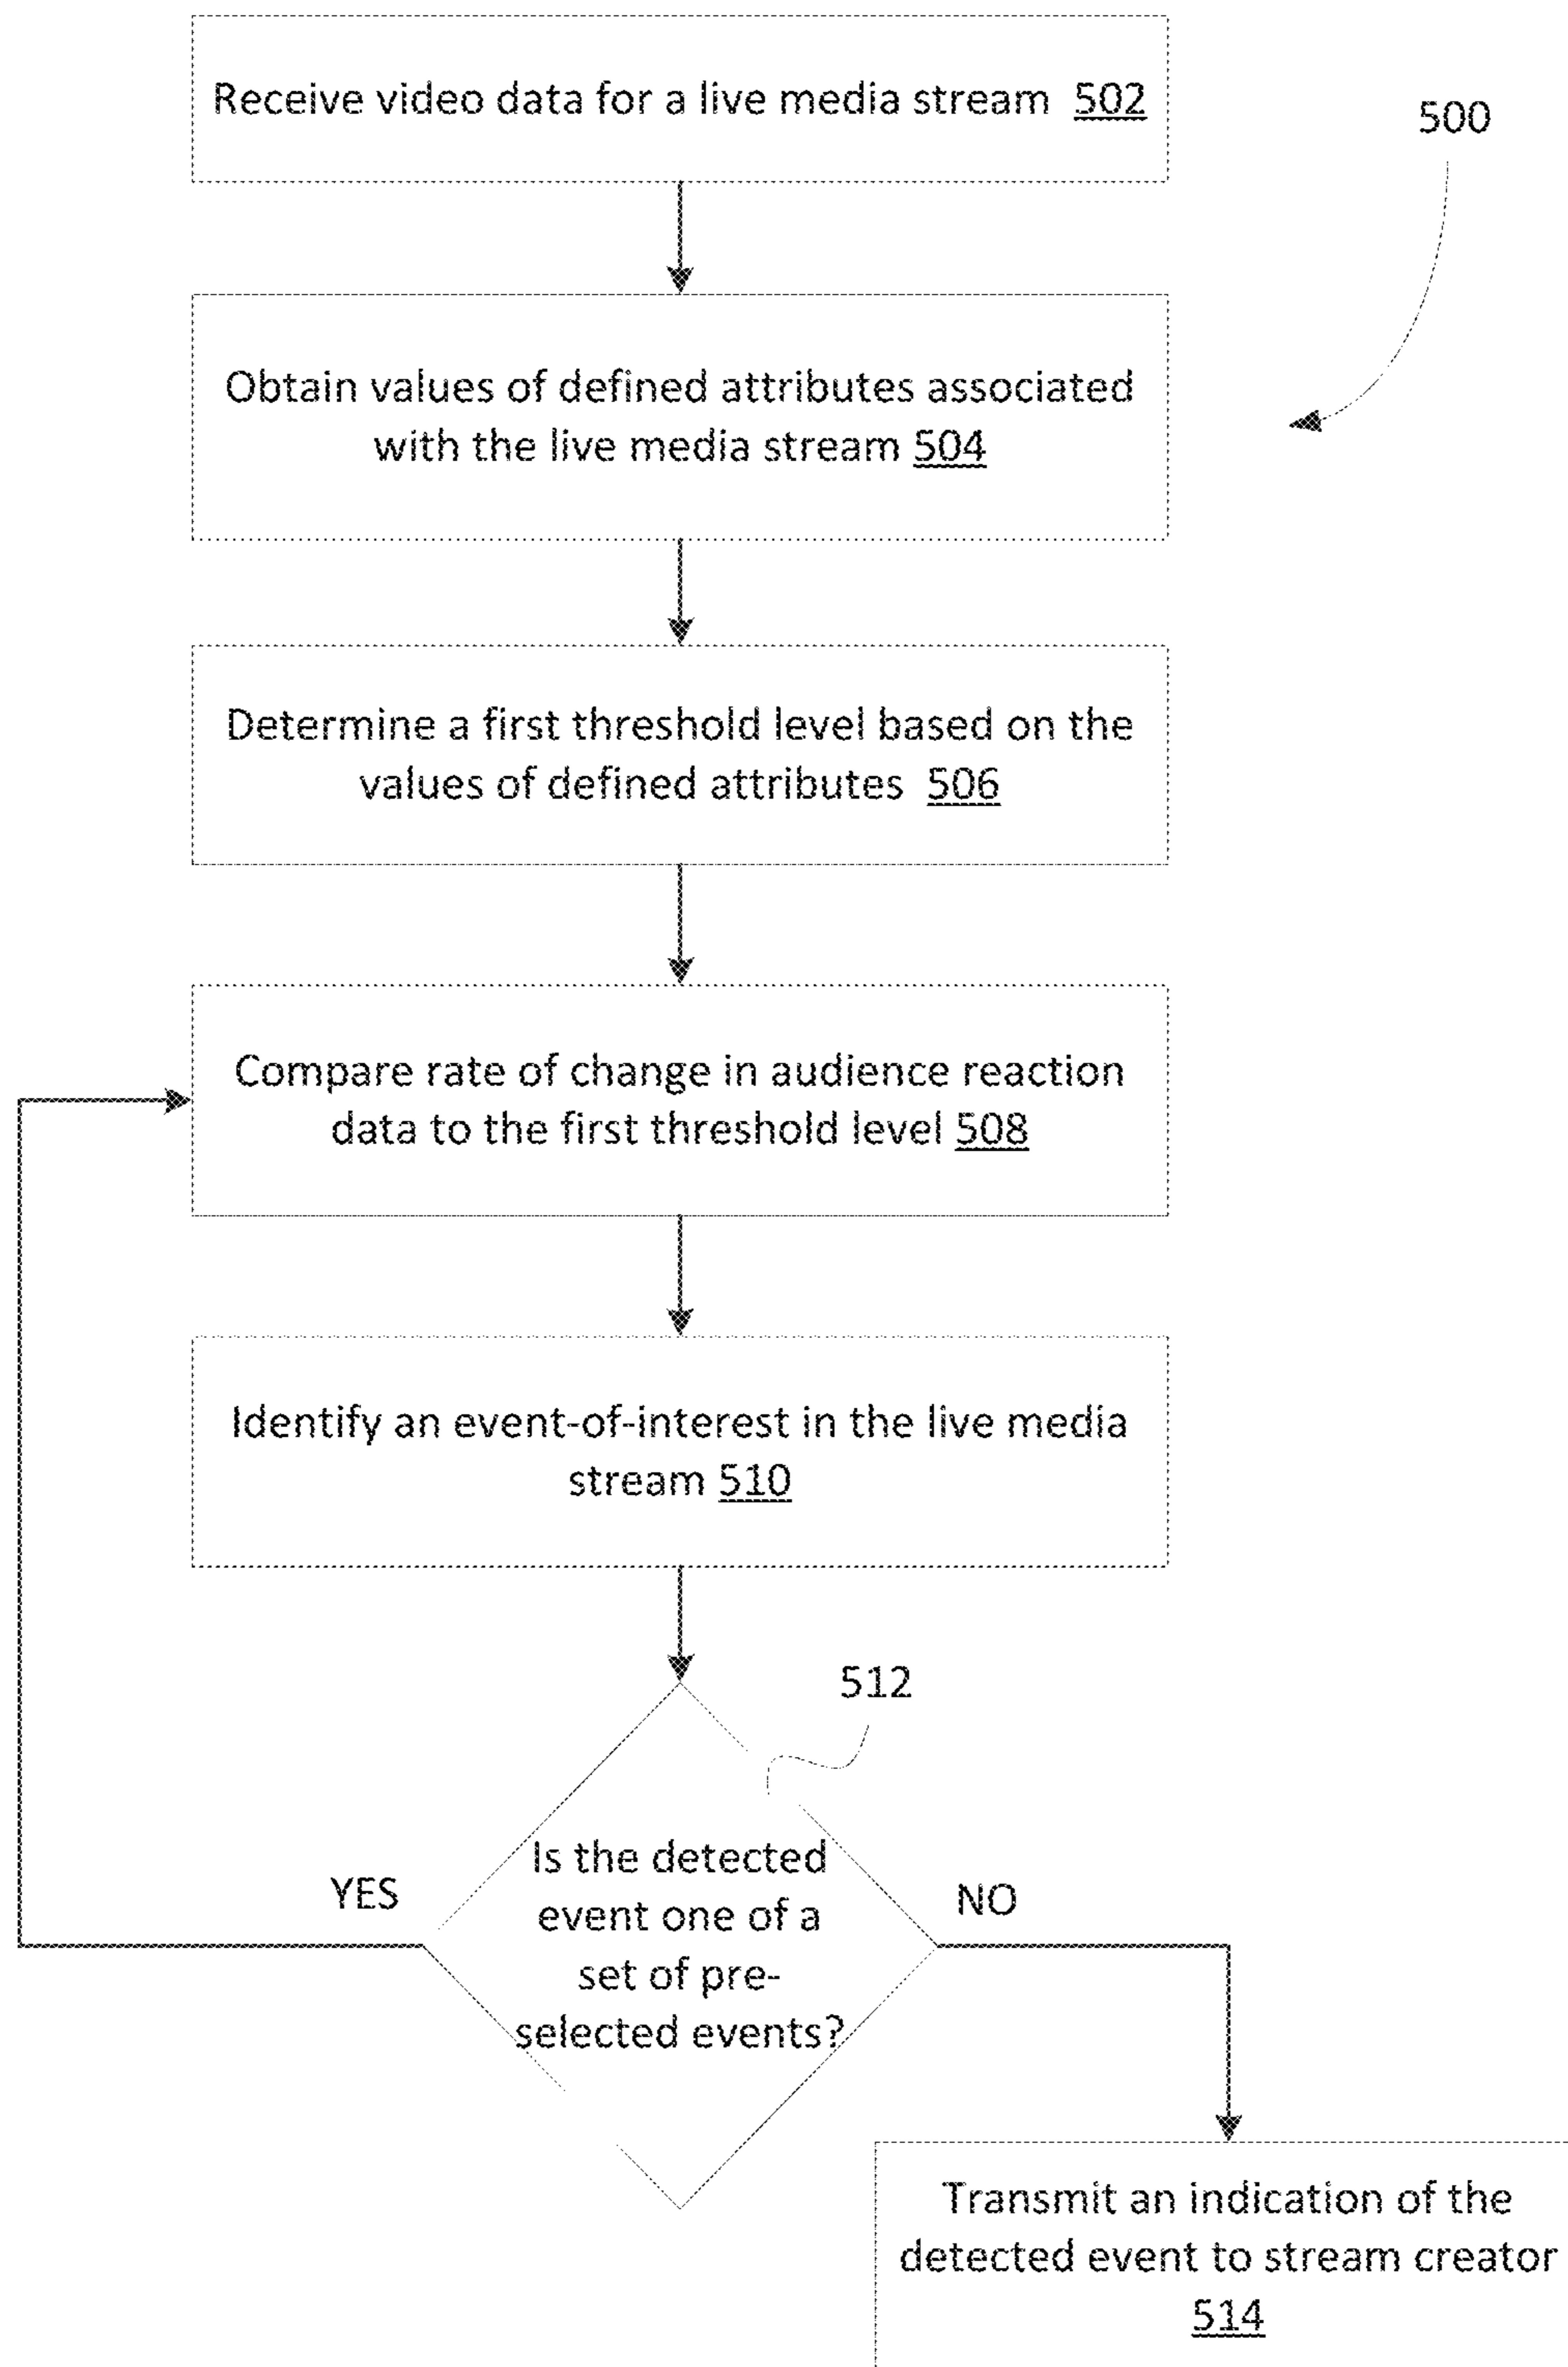 Receive video data for a live media stream 502
500
Obtain values of defined attributes associated
with the live media stream 504
Determine a first threshold level based on the
values of defined attributes 506
Compare rate of change in audience reaction
data to the first threshold level 508
Identify an event-of-interest in the live media
stream 510
512
Is the detected
event one of a
set of pre-
selected events?
YES
NO
Transmit an indication of the
detected event to stream creator
514